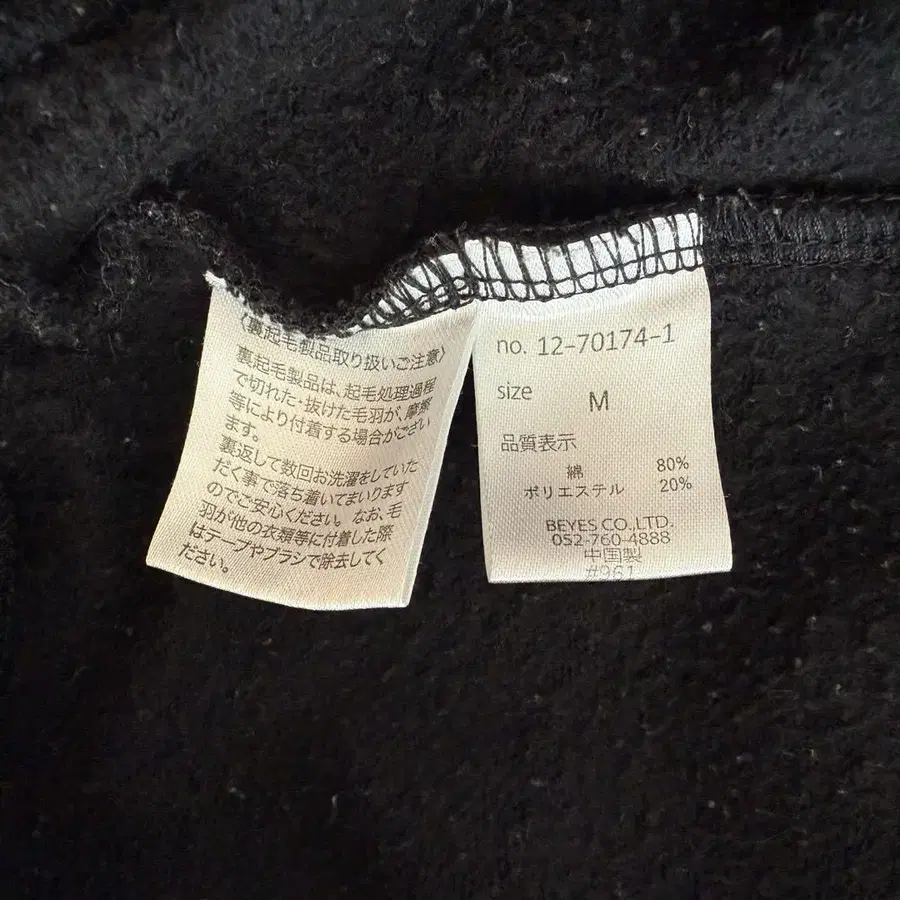 〈裏起毛製品取り扱いご注意〉
裏起毛製品は、起毛処理過程
で切れた・抜けた毛羽が、摩擦
等により付着する場合がござい
ます。
裏返して数回お洗濯をしていた
だく事で落ち着いてまいります
のでご安心ください。なお、毛
羽が他の衣類等に付着した際
はテープやブラシで除去してく
ださい。
no. 12-70174-1
size M
品質表示
綿 80%
ポリエステル 20%
BEYES CO.,LTD.
052-760-4888
中国製
#961